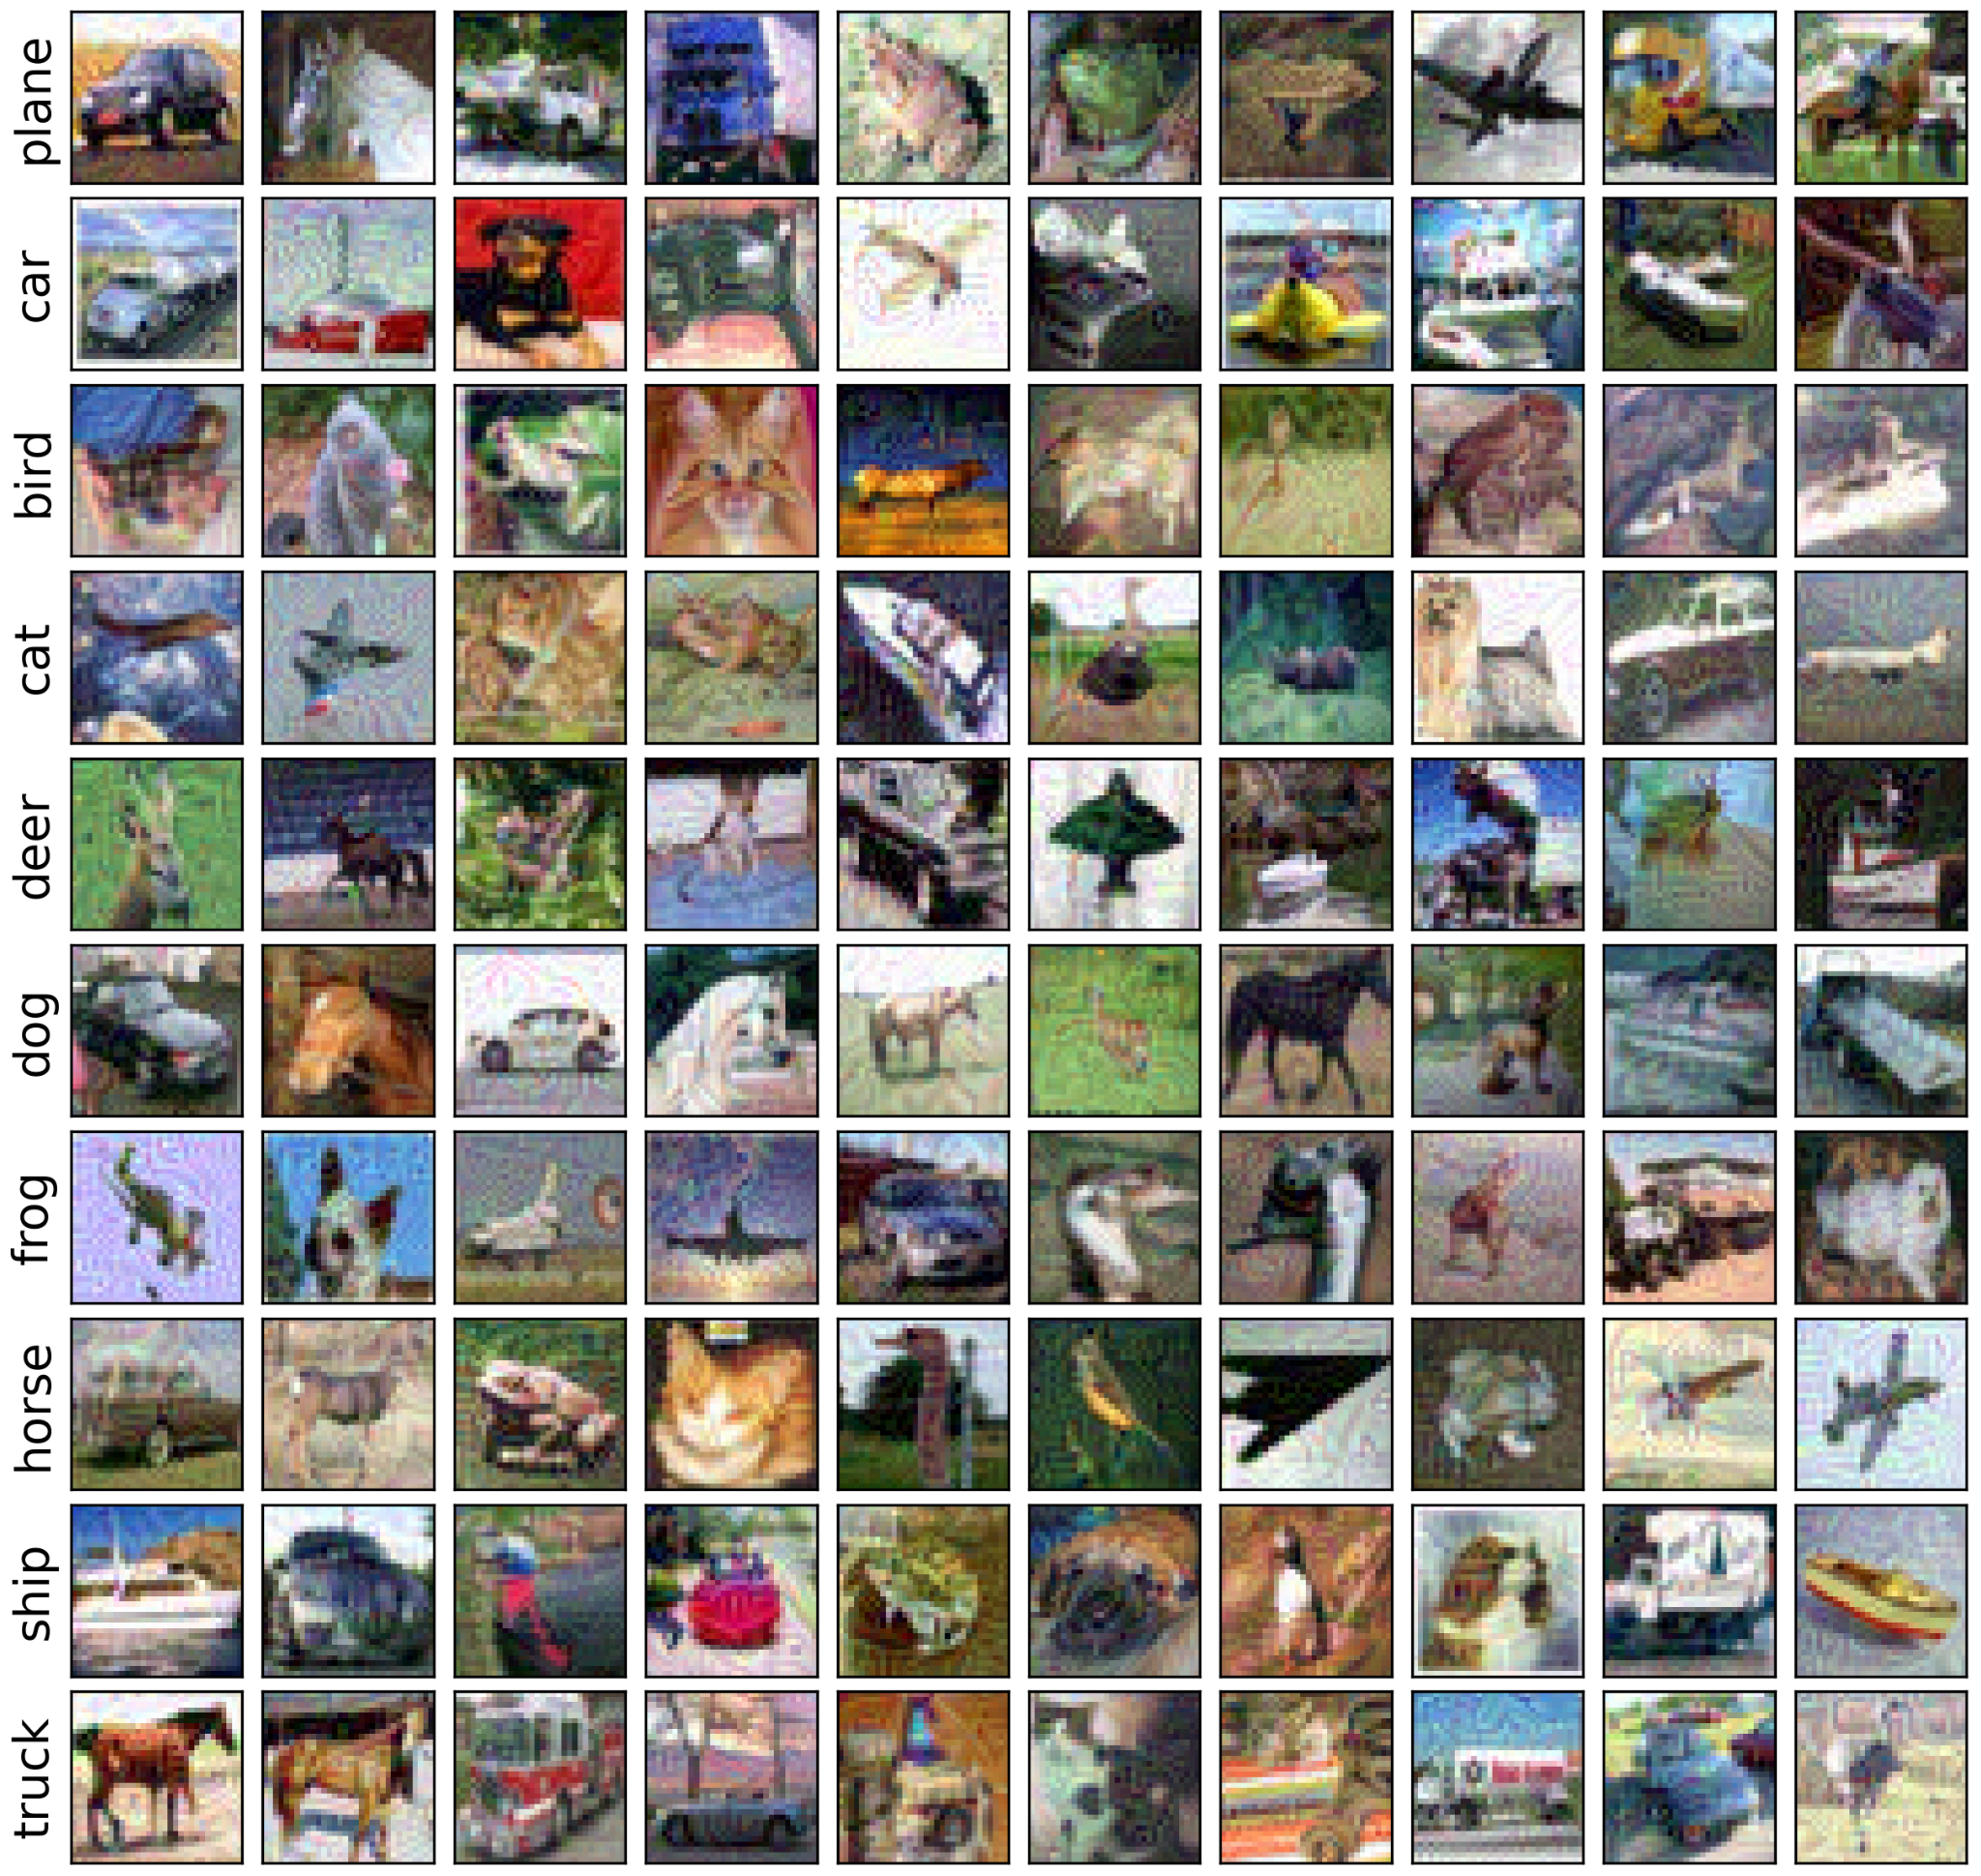 plane
car
bird
cat
deer
dog
frog
horse
ship
truck